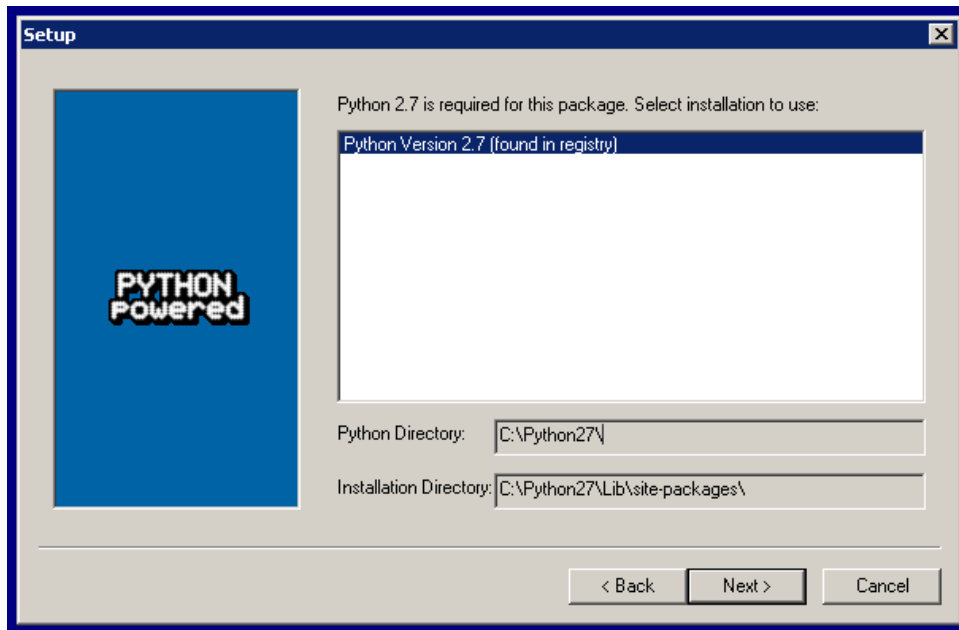 Setup
Python 2.7 is required for this package. Select installation to use:
Python Version 2.7 (found in registry)
PYTHON
powered
Python Directory: C:\Python27\
Installation Directory: C:\Python27\Lib\site-packages\
< Back Next > Cancel